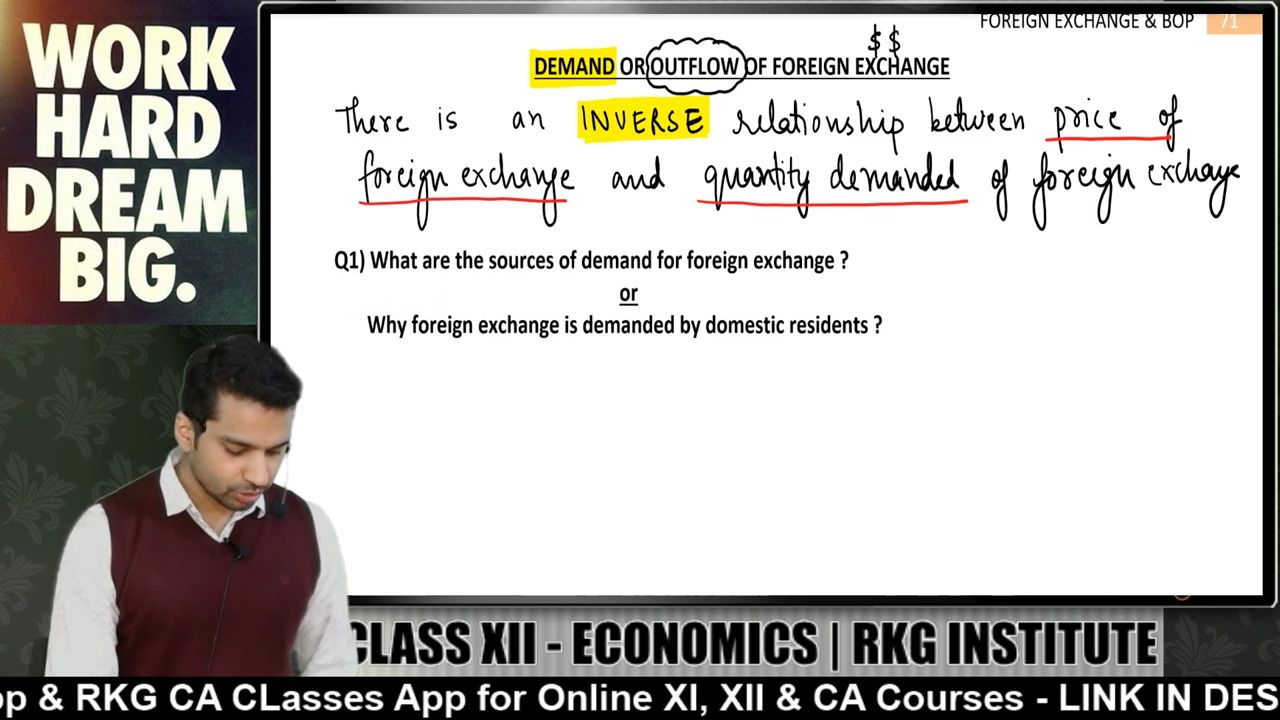 WORK
HARD
DREAM
BIG.
FOREIGN EXCHANGE & BOP 71
$ $
DEMAND OR OUTFLOW OF FOREIGN EXCHANGE
There is an INVERSE relationship between price of
foreign exchange and quantity demanded of foreign exchange
Q1) What are the sources of demand for foreign exchange ?
or
Why foreign exchange is demanded by domestic residents ?
CLASS XII - ECONOMICS | RKG INSTITUTE
& RKG CA CLasses App for Online XI, XII & CA Courses - LINK IN